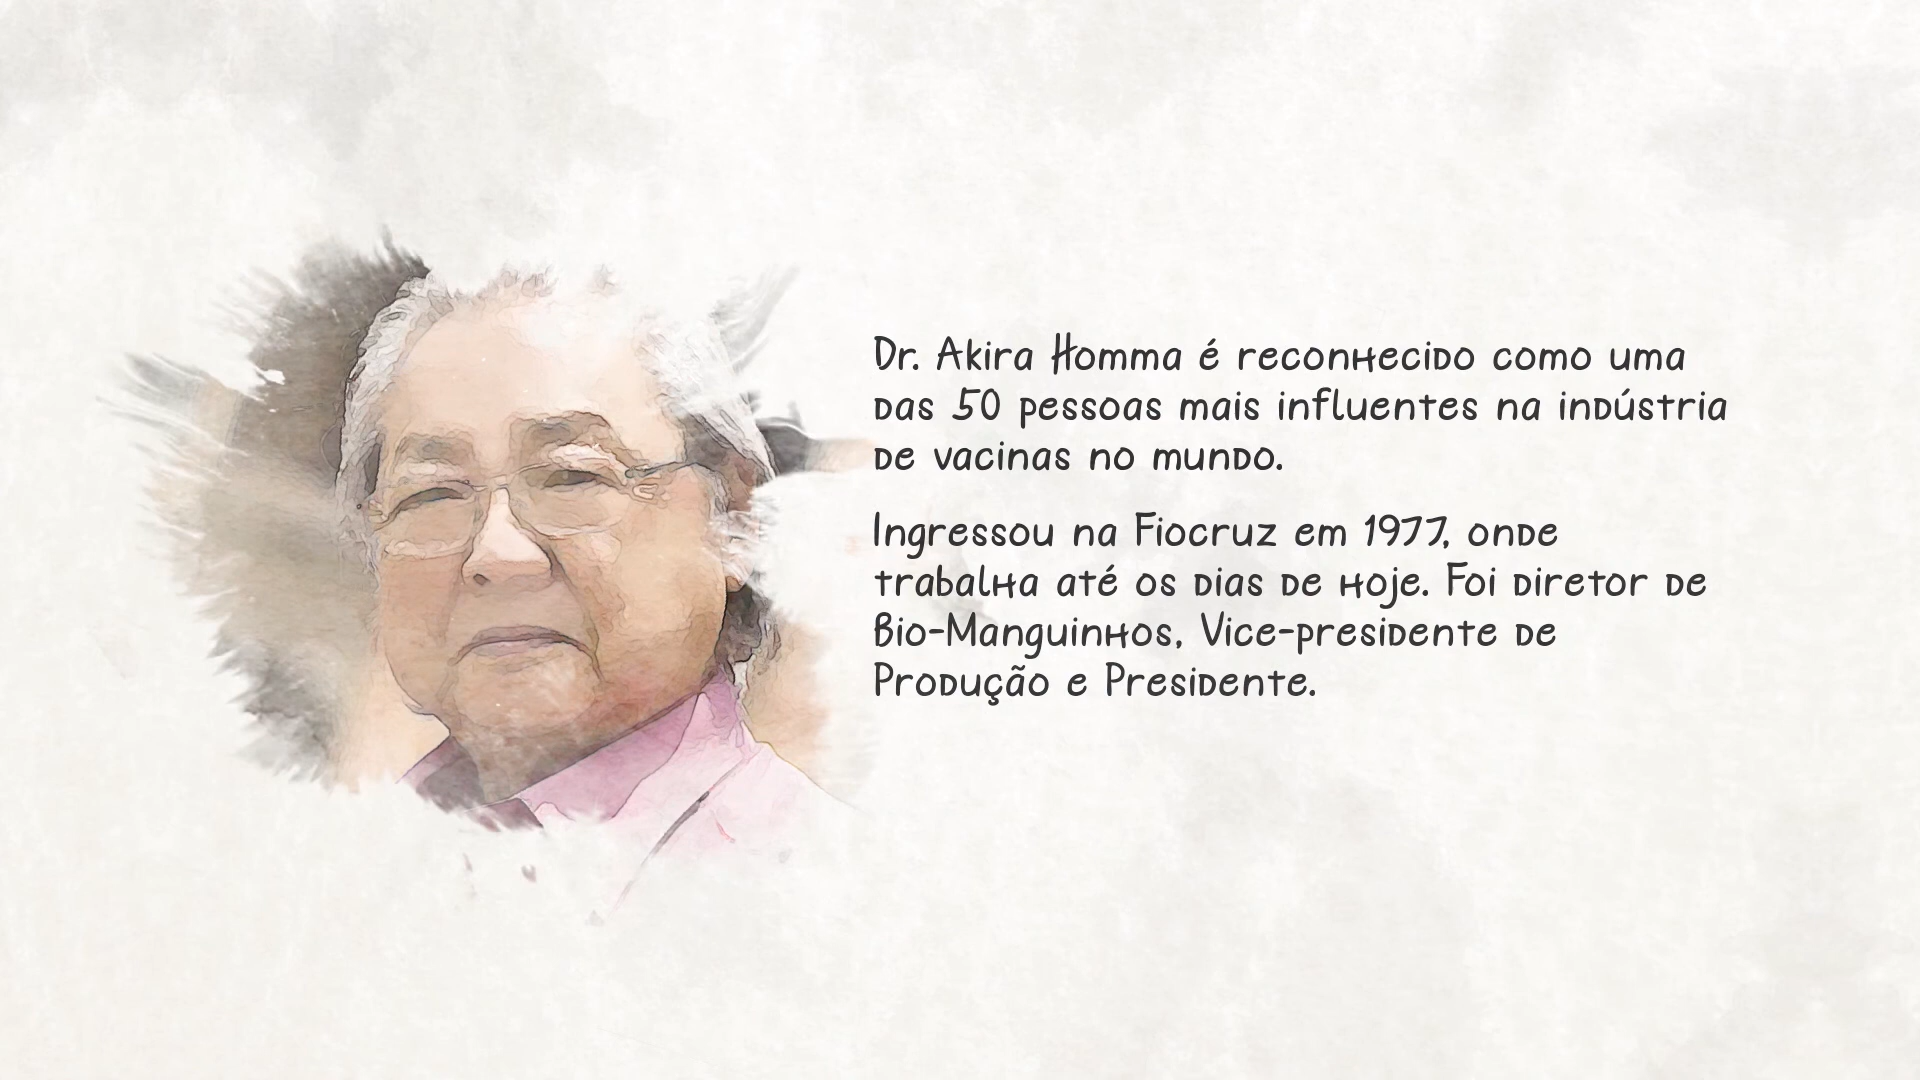 Dr. Akira Homma é reconhecido como uma
das 50 pessoas mais influentes na indústria
de vacinas no mundo.
Ingressou na Fiocruz em 1977, onde
trabalha até os dias de hoje. Foi diretor de
Bio-Manguinhos, Vice-presidente de
Produção e Presidente.